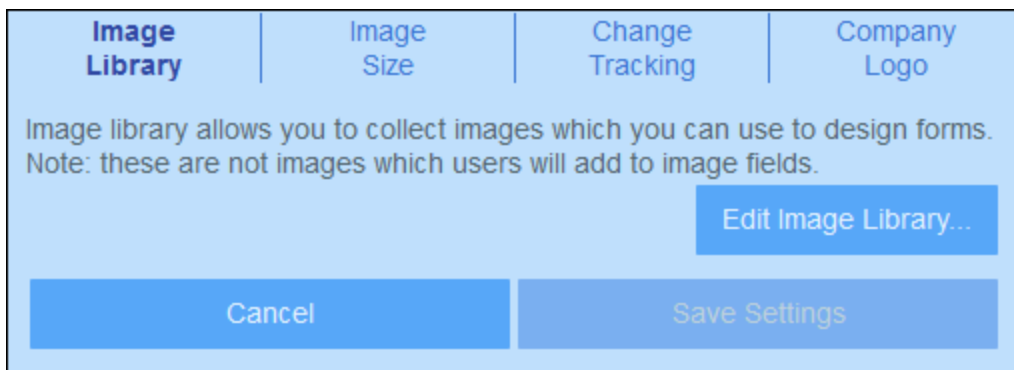 Image Library
Image Size
Change Tracking
Company Logo
Image library allows you to collect images which you can use to design forms.
Note: these are not images which users will add to image fields.
Edit Image Library...
Cancel
Save Settings